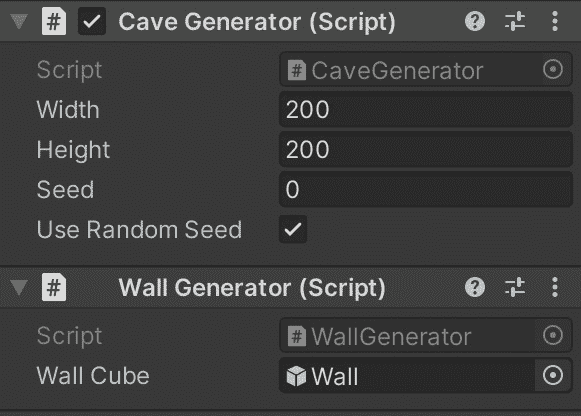 Cave Generator (Script)
Script # CaveGenerator
Width 200
Height 200
Seed 0
Use Random Seed
# Wall Generator (Script)
Script # WallGenerator
Wall Cube Wall